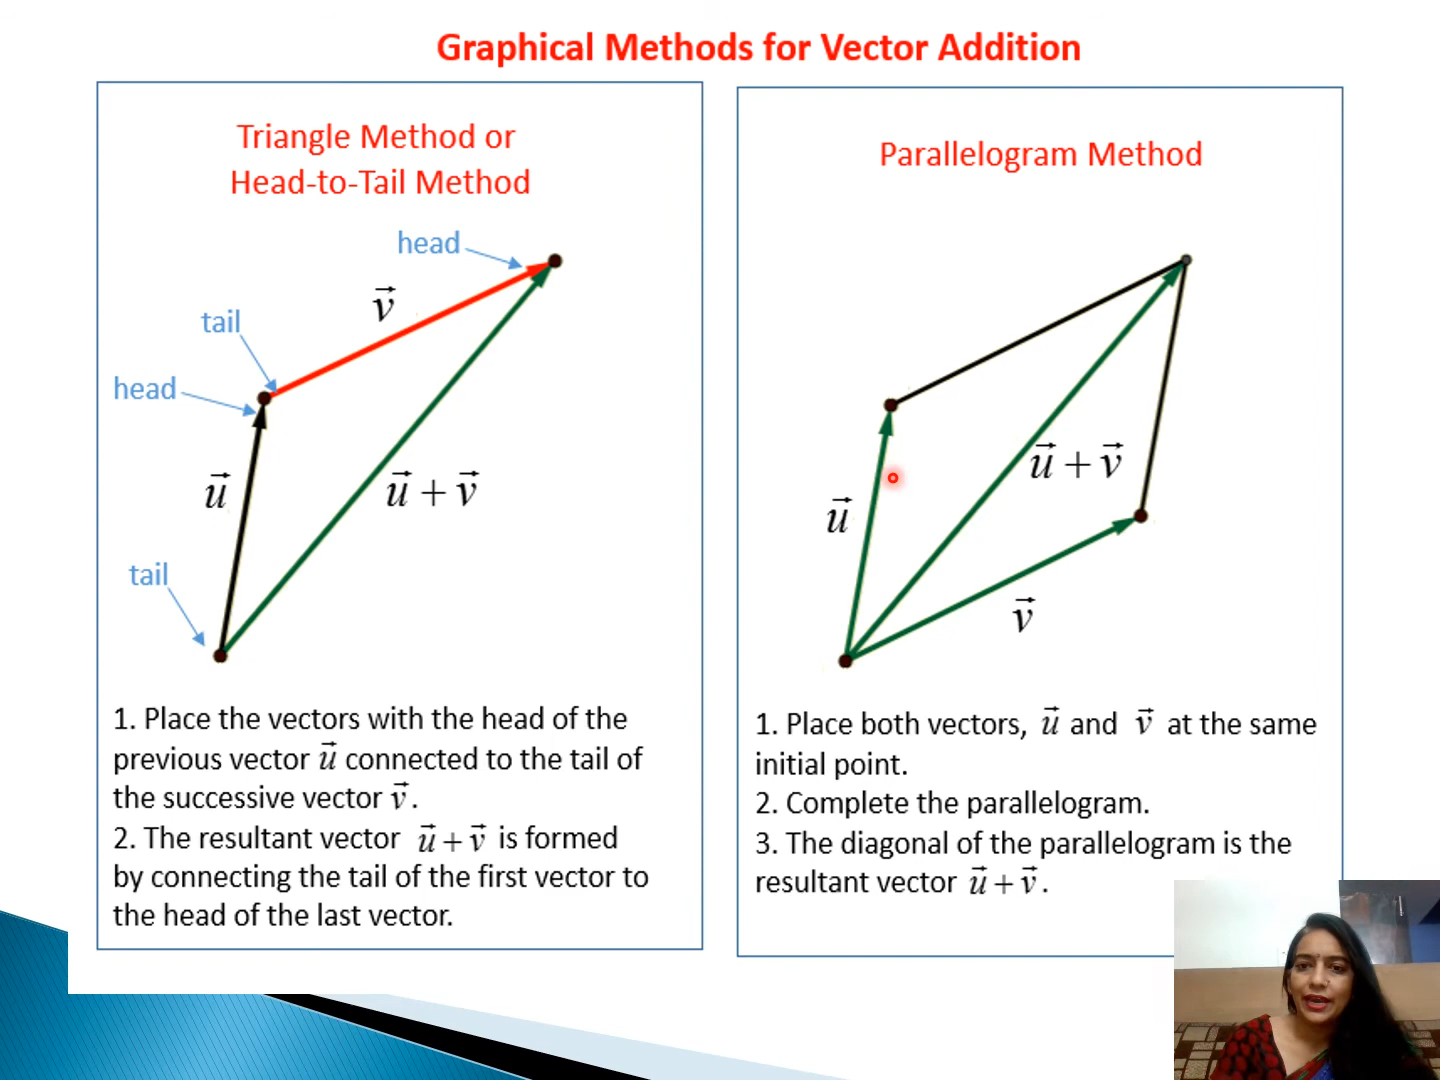 Graphical Methods for Vector Addition
Triangle Method or
Head-to-Tail Method
head
v⃗
tail
head
u⃗
u⃗ + v⃗
tail
1. Place the vectors with the head of the
previous vector u⃗ connected to the tail of
the successive vector v⃗ .
2. The resultant vector u⃗ + v⃗ is formed
by connecting the tail of the first vector to
the head of the last vector.
Parallelogram Method
u⃗ + v⃗
u⃗
v⃗
1. Place both vectors, u⃗ and v⃗ at the same
initial point.
2. Complete the parallelogram.
3. The diagonal of the parallelogram is the
resultant vector u⃗ + v⃗ .